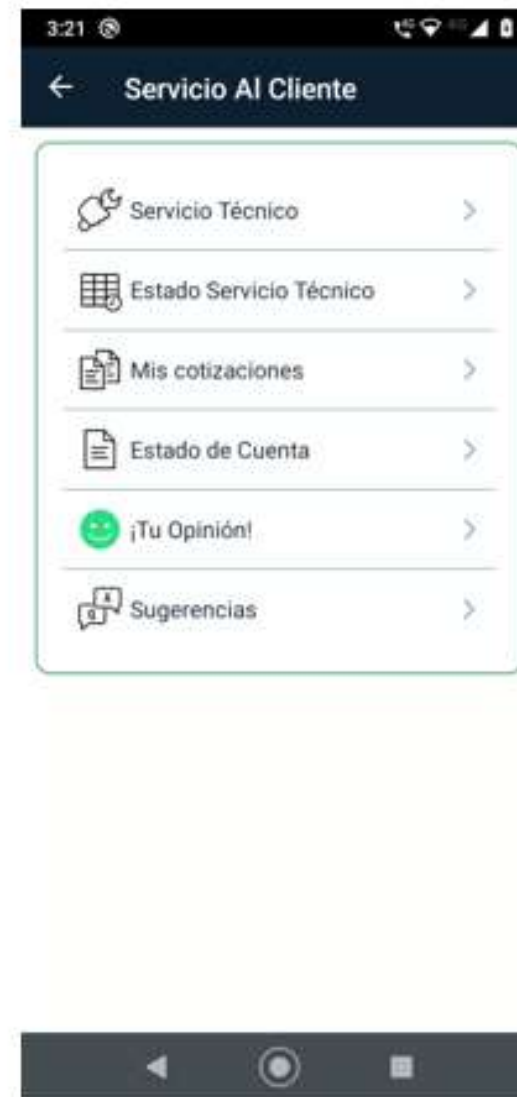 3:21
Servicio Al Cliente
Servicio Técnico
Estado Servicio Técnico
Mis cotizaciones
Estado de Cuenta
¡Tu Opinión!
Sugerencias